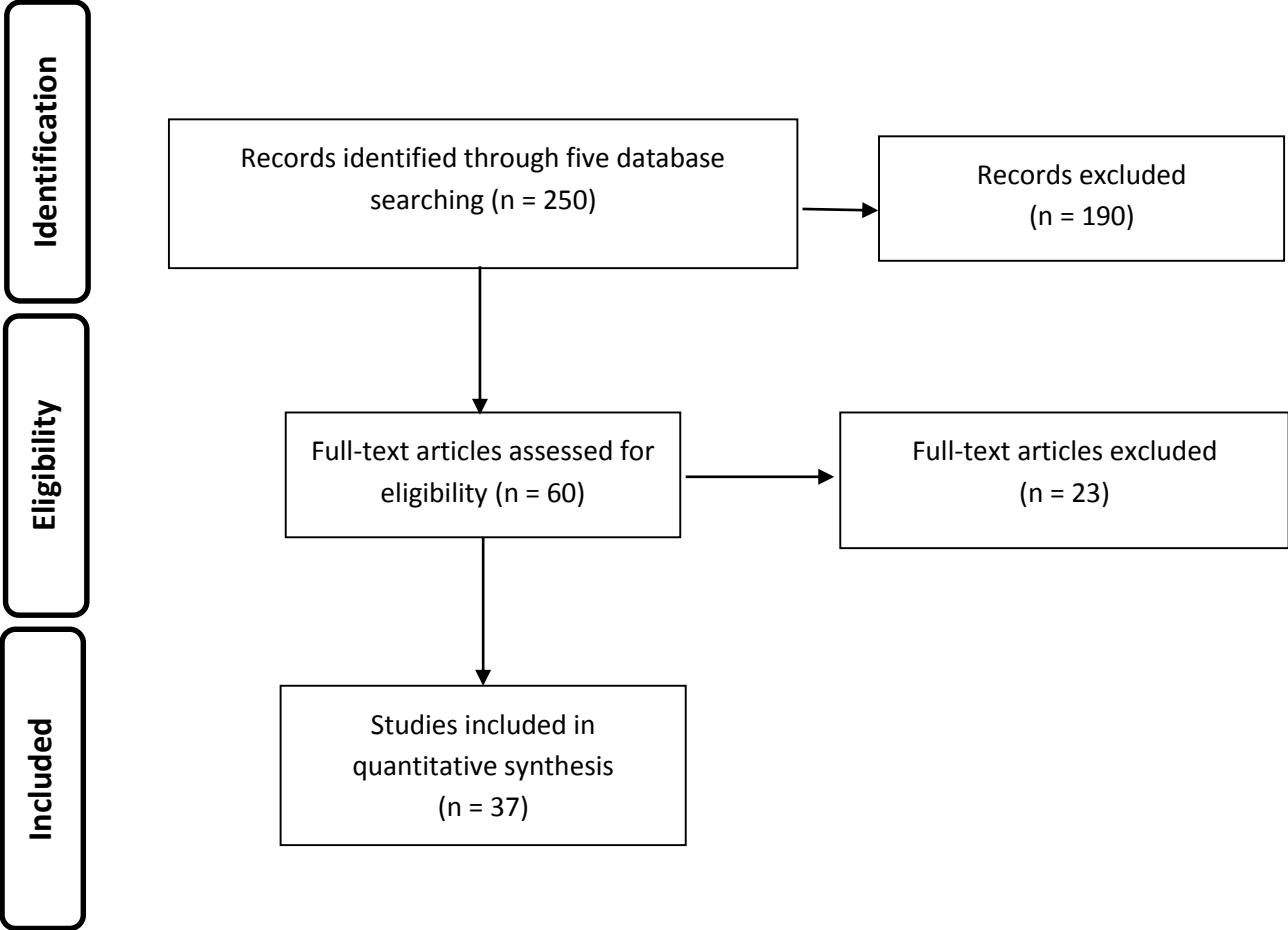 Identification
Records identified through five database
searching (n = 250)
Records excluded
(n = 190)
Eligibility
Full-text articles assessed for
eligibility (n = 60)
Full-text articles excluded
(n = 23)
Included
Studies included in
quantitative synthesis
(n = 37)